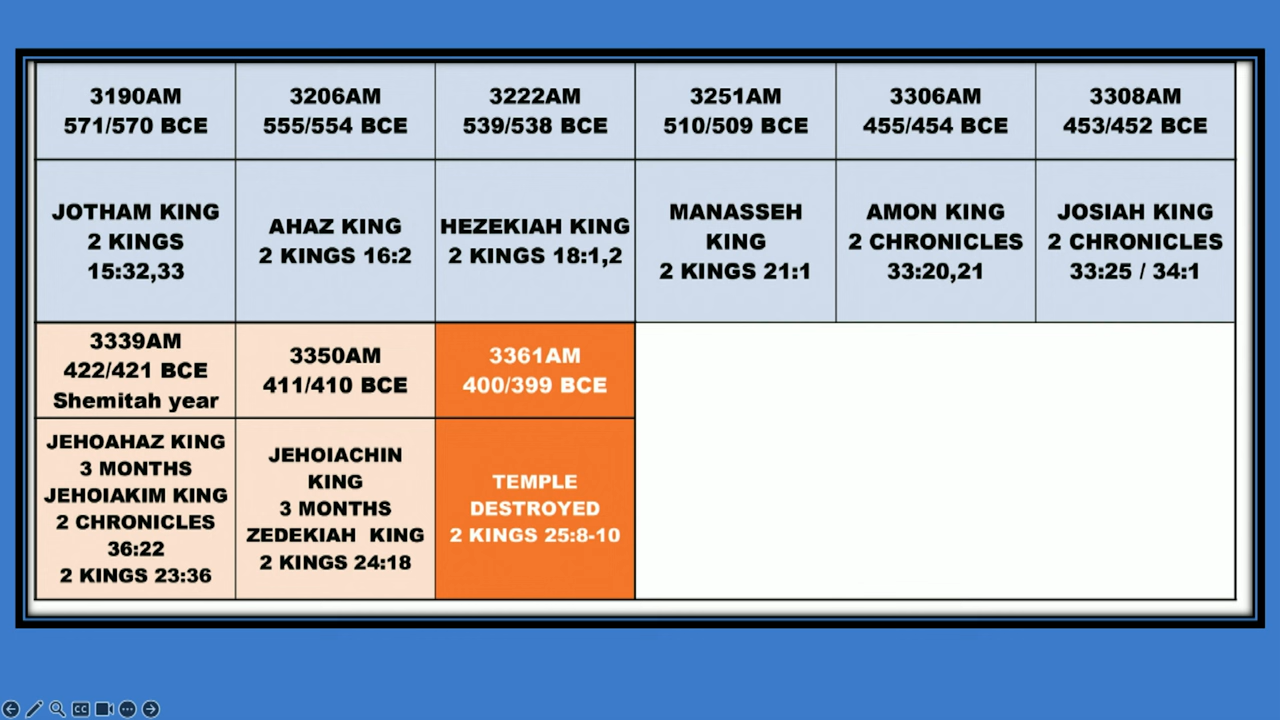 3190AM
571/570 BCE
3206AM
555/554 BCE
3222AM
539/538 BCE
3251AM
510/509 BCE
3306AM
455/454 BCE
3308AM
453/452 BCE
JOTHAM KING
2 KINGS
15:32,33
AHAZ KING
2 KINGS 16:2
HEZEKIAH KING
2 KINGS 18:1,2
MANASSEH
KING
2 KINGS 21:1
AMON KING
2 CHRONICLES
33:20,21
JOSIAH KING
2 CHRONICLES
33:25 / 34:1
3339AM
422/421 BCE
Shemitah year
3350AM
411/410 BCE
3361AM
400/399 BCE
JEHOAHAZ KING
3 MONTHS
JEHOIAKIM KING
2 CHRONICLES
36:22
2 KINGS 23:36
JEHOIACHIN
KING
3 MONTHS
ZEDEKIAH KING
2 KINGS 24:18
TEMPLE
DESTROYED
2 KINGS 25:8-10
CC